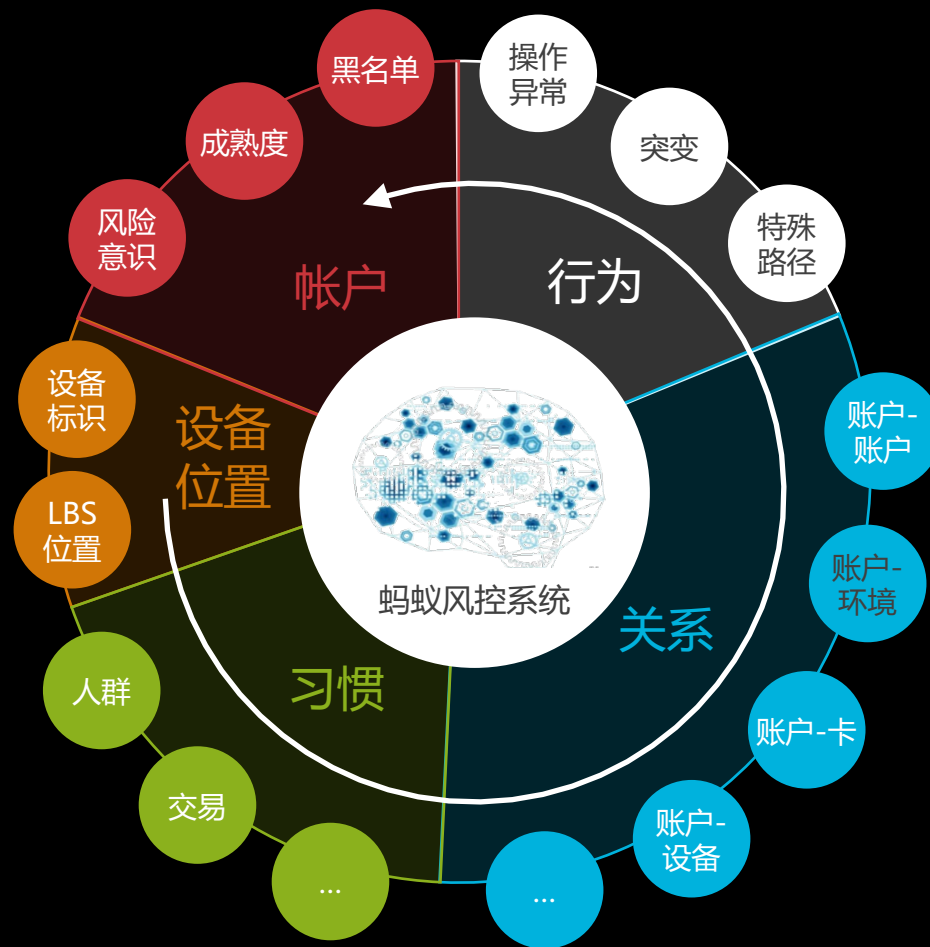 黑名单
操作
异常
成熟度
突变
风险
意识
特殊
路径
帐户
行为
设备
标识
设备
位置
账户-
账户
LBS
位置
账户-
环境
蚂蚁风控系统
关系
人群
习惯
账户-卡
交易
账户-
设备
...
...